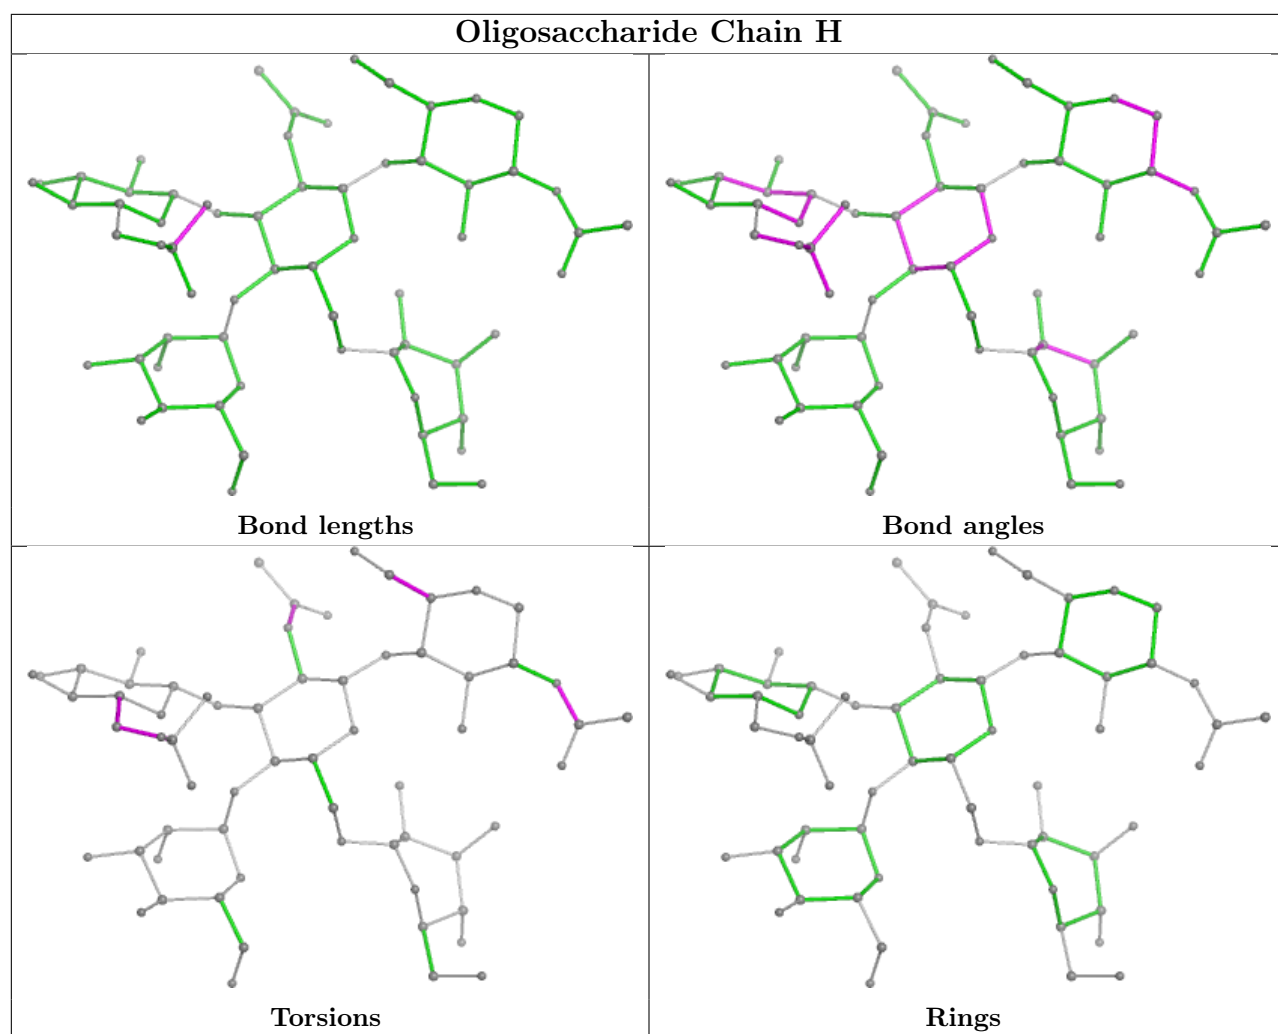 Oligosaccharide Chain H
Bond lengths
Bond angles
Torsions
Rings